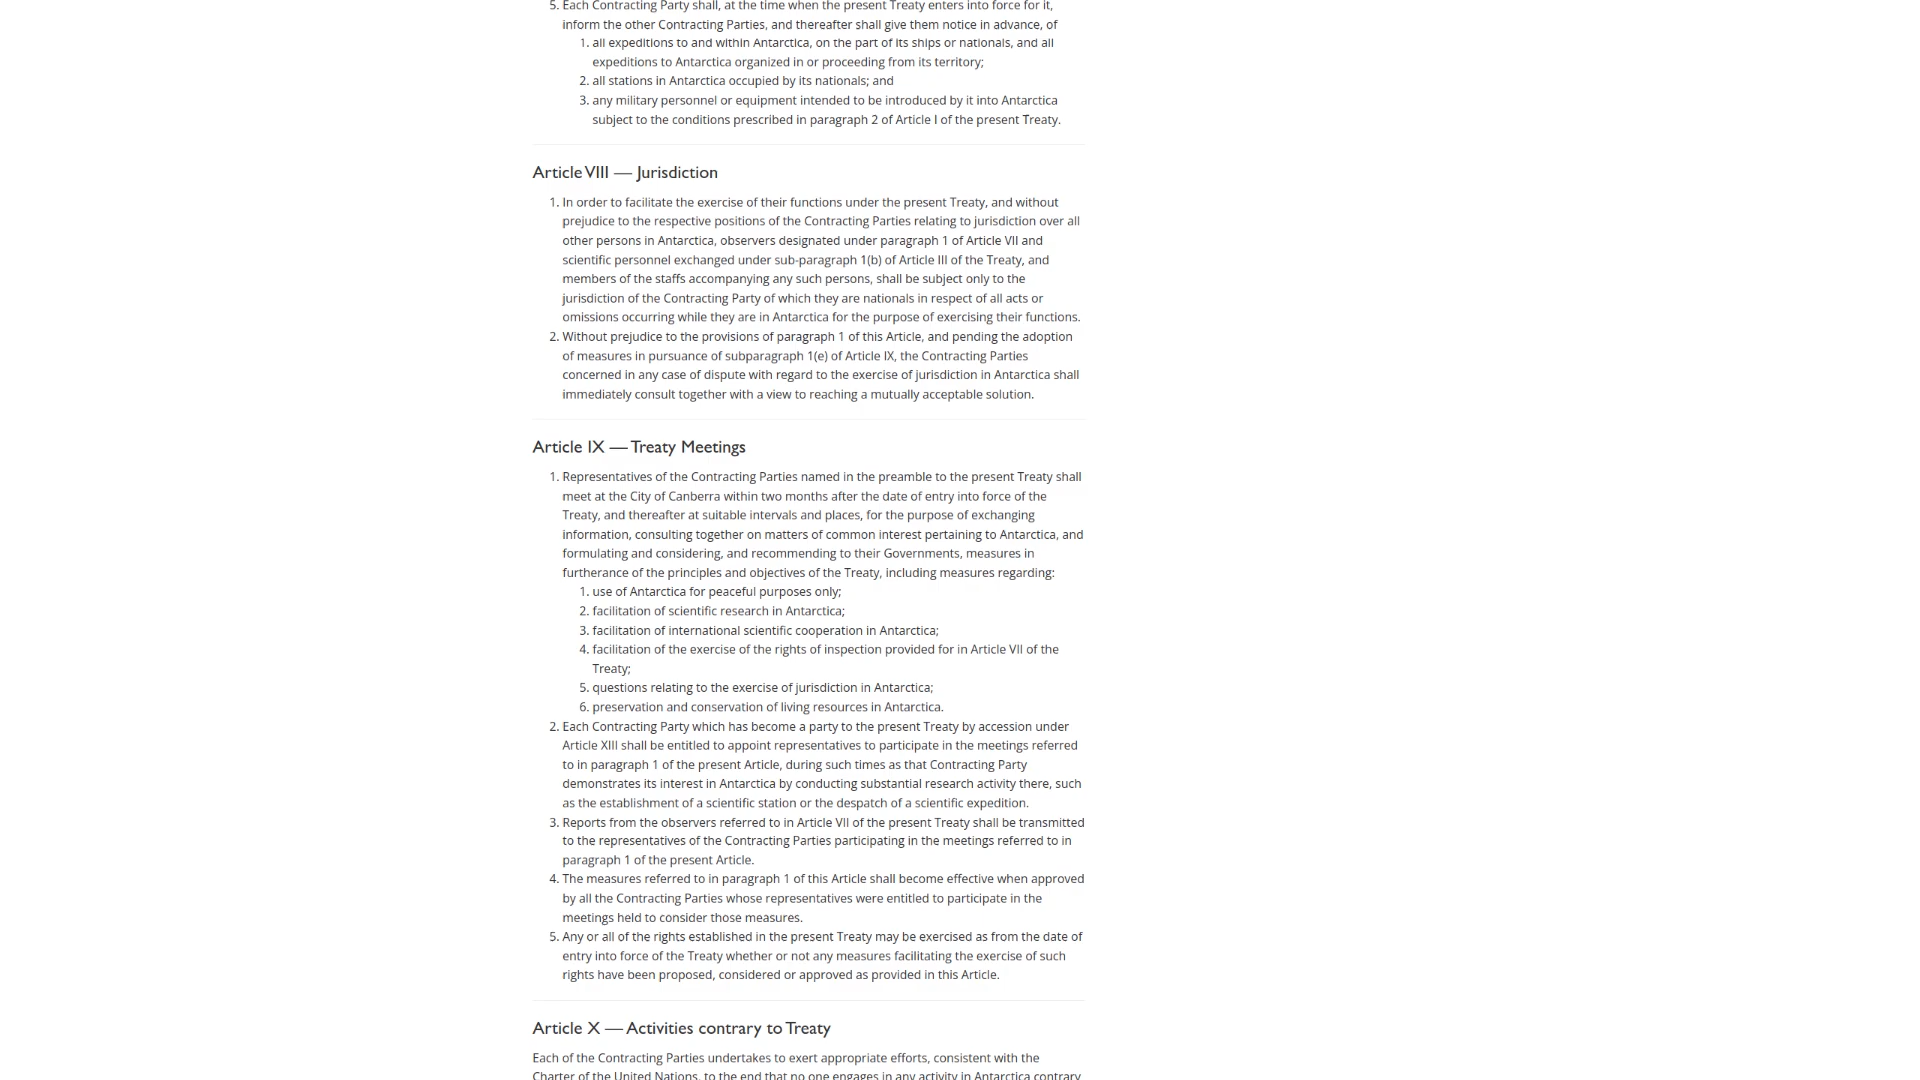 5. Each Contracting Party shall, at the time when the present Treaty enters into force for it,
inform the other Contracting Parties, and thereafter shall give them notice in advance, of
1. all expeditions to and within Antarctica, on the part of its ships or nationals, and all
expeditions to Antarctica organized in or proceeding from its territory;
2. all stations in Antarctica occupied by its nationals; and
3. any military personnel or equipment intended to be introduced by it into Antarctica
subject to the conditions prescribed in paragraph 2 of Article I of the present Treaty.
Article VIII — Jurisdiction
1. In order to facilitate the exercise of their functions under the present Treaty, and without
prejudice to the respective positions of the Contracting Parties relating to jurisdiction over all
other persons in Antarctica, observers designated under paragraph 1 of Article VII and
scientific personnel exchanged under sub-paragraph 1(b) of Article III of the Treaty, and
members of the staffs accompanying any such persons, shall be subject only to the
jurisdiction of the Contracting Party of which they are nationals in respect of all acts or
omissions occurring while they are in Antarctica for the purpose of exercising their functions.
2. Without prejudice to the provisions of paragraph 1 of this Article, and pending the adoption
of measures in pursuance of subparagraph 1(e) of Article IX, the Contracting Parties
concerned in any case of dispute with regard to the exercise of jurisdiction in Antarctica shall
immediately consult together with a view to reaching a mutually acceptable solution.
Article IX — Treaty Meetings
1. Representatives of the Contracting Parties named in the preamble to the present Treaty shall
meet at the City of Canberra within two months after the date of entry into force of the
Treaty, and thereafter at suitable intervals and places, for the purpose of exchanging
information, consulting together on matters of common interest pertaining to Antarctica, and
formulating and considering, and recommending to their Governments, measures in
furtherance of the principles and objectives of the Treaty, including measures regarding:
1. use of Antarctica for peaceful purposes only;
2. facilitation of scientific research in Antarctica;
3. facilitation of international scientific cooperation in Antarctica;
4. facilitation of the exercise of the rights of inspection provided for in Article VII of the
Treaty;
5. questions relating to the exercise of jurisdiction in Antarctica;
6. preservation and conservation of living resources in Antarctica.
2. Each Contracting Party which has become a party to the present Treaty by accession under
Article XIII shall be entitled to appoint representatives to participate in the meetings referred
to in paragraph 1 of the present Article, during such times as that Contracting Party
demonstrates its interest in Antarctica by conducting substantial research activity there, such
as the establishment of a scientific station or the despatch of a scientific expedition.
3. Reports from the observers referred to in Article VII of the present Treaty shall be transmitted
to the representatives of the Contracting Parties participating in the meetings referred to in
paragraph 1 of the present Article.
4. The measures referred to in paragraph 1 of this Article shall become effective when approved
by all the Contracting Parties whose representatives were entitled to participate in the
meetings held to consider those measures.
5. Any or all of the rights established in the present Treaty may be exercised as from the date of
entry into force of the Treaty whether or not any measures facilitating the exercise of such
rights have been proposed, considered or approved as provided in this Article.
Article X — Activities contrary to Treaty
Each of the Contracting Parties undertakes to exert appropriate efforts, consistent with the
Charter of the United Nations, to the end that no one engages in any activity in Antarctica contrary